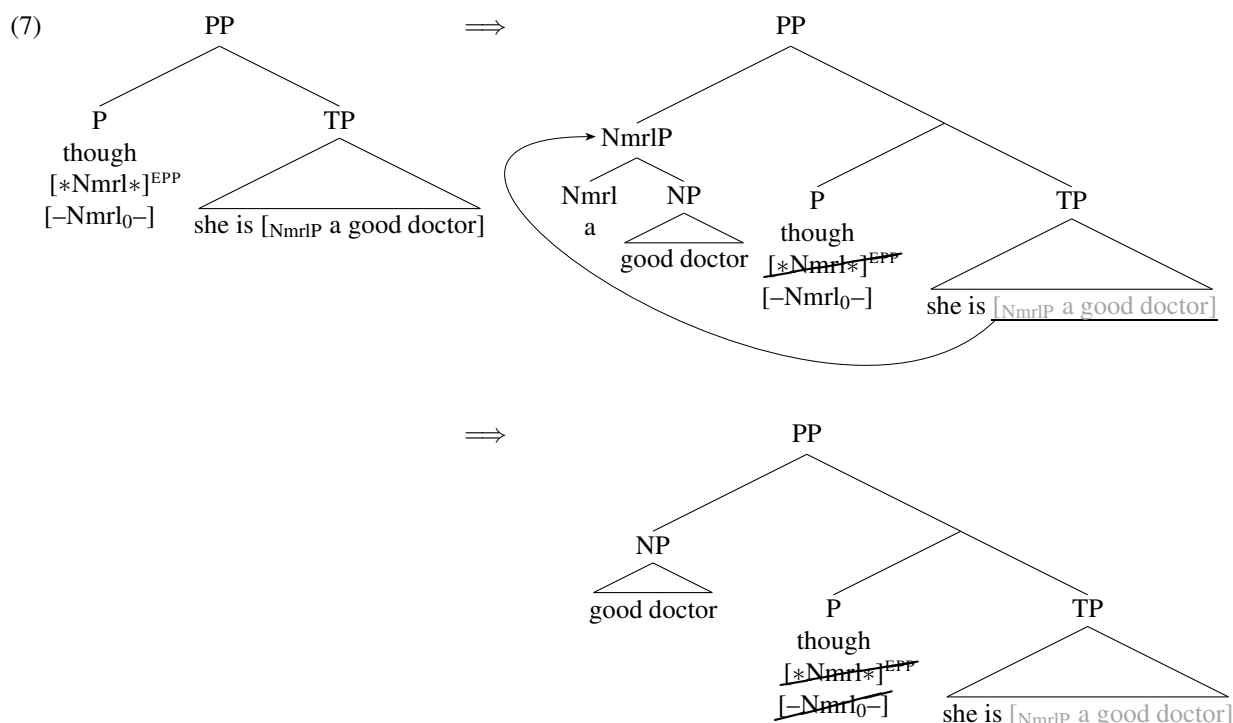 (7) PP ⟹ PP
P TP
though
[∗Nmrl∗]ᴱᴾᴾ
[–Nmrl₀–]
she is [NmrlP a good doctor]
NmrlP
Nmrl NP
a
good doctor
P TP
though
[∗Nmrl∗]ᴱᴾᴾ
[–Nmrl₀–]
she is [NmrlP a good doctor]
⟹ PP
NP
good doctor
P TP
though
[∗Nmrl∗]ᴱᴾᴾ
[–Nmrl₀–]
she is [NmrlP a good doctor]